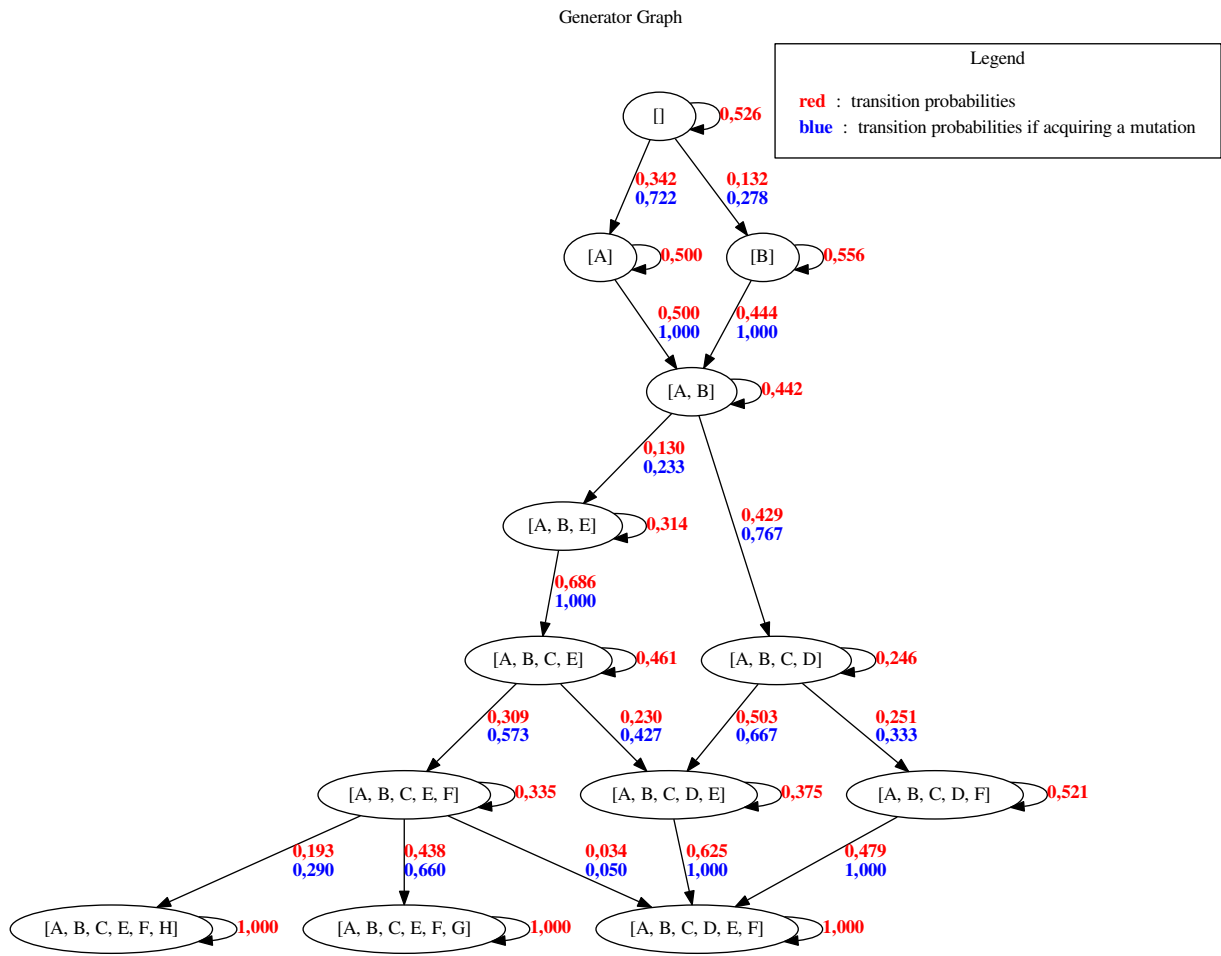 Generator Graph
Legend
red : transition probabilities
blue : transition probabilities if acquiring a mutation
[]
0,526
0,342
0,722
0,132
0,278
[A]
0,500
[B]
0,556
0,500
1,000
0,444
1,000
[A, B]
0,442
0,130
0,233
0,429
0,767
[A, B, E]
0,314
0,686
1,000
[A, B, C, E]
0,461
[A, B, C, D]
0,246
0,309
0,573
0,230
0,427
0,503
0,667
0,251
0,333
[A, B, C, E, F]
0,335
[A, B, C, D, E]
0,375
[A, B, C, D, F]
0,521
0,193
0,290
0,438
0,660
0,034
0,050
0,625
1,000
0,479
1,000
[A, B, C, E, F, H]
1,000
[A, B, C, E, F, G]
1,000
[A, B, C, D, E, F]
1,000